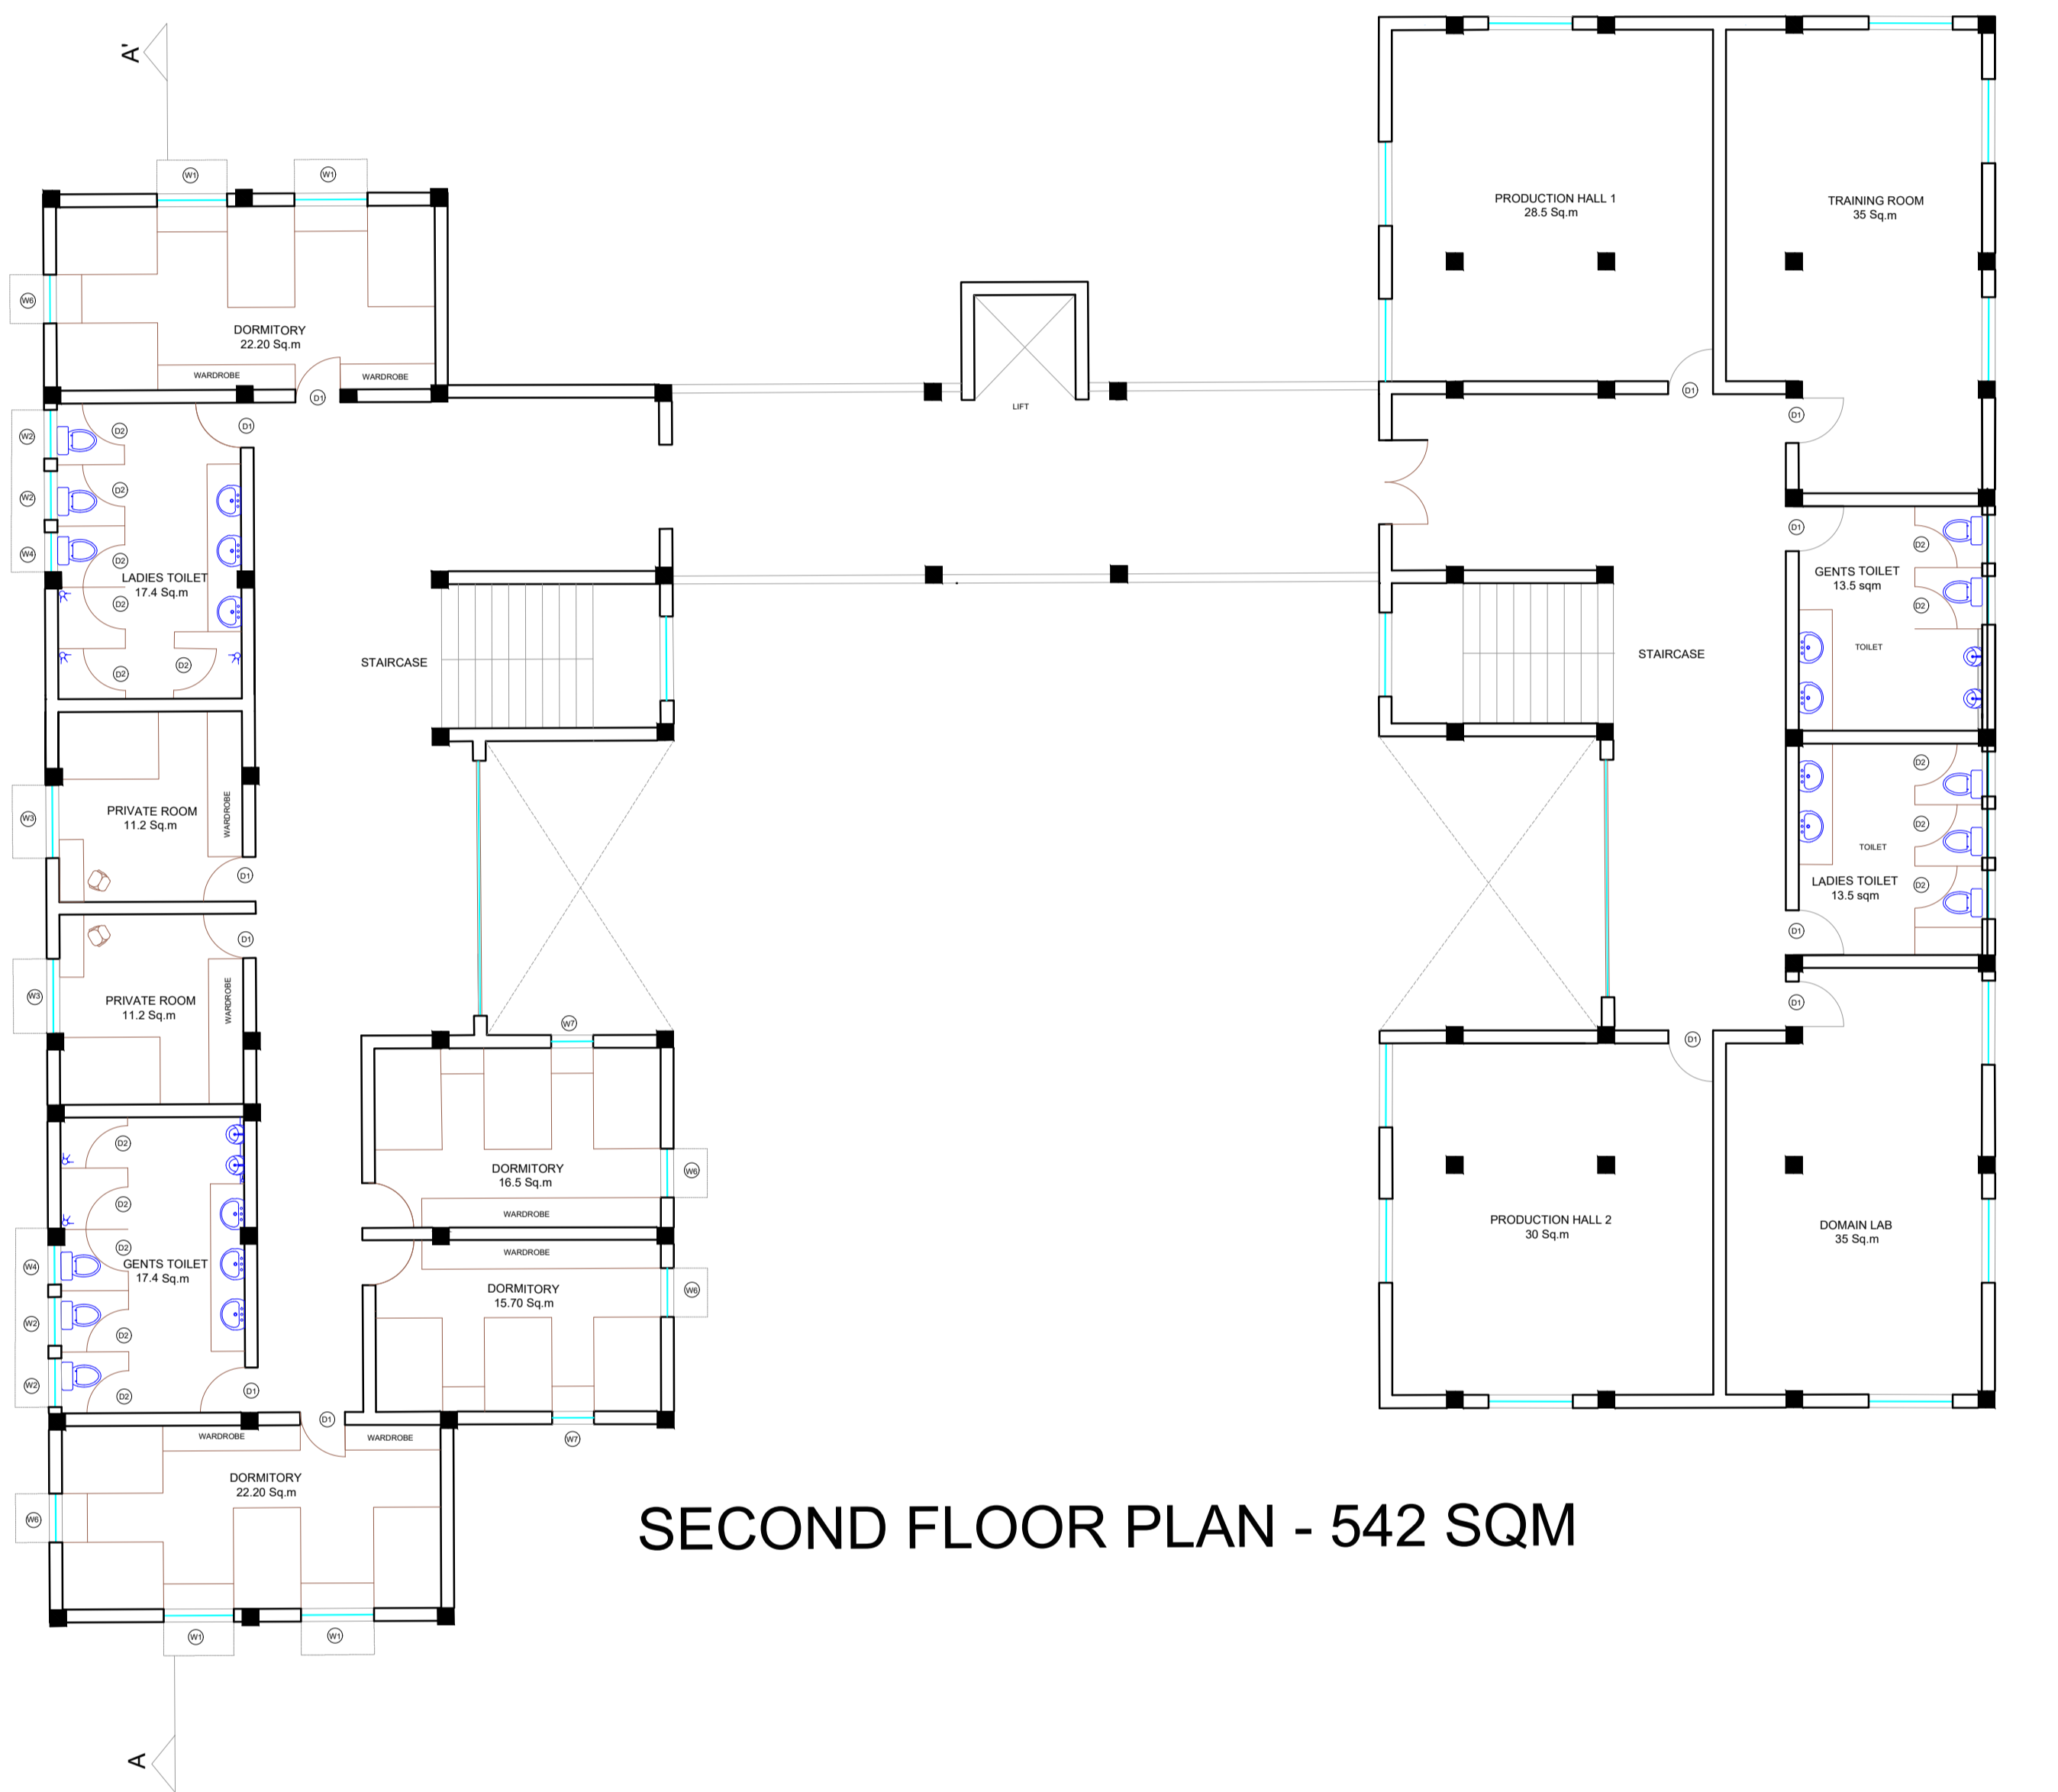 A'
W1
W1
W6
DORMITORY
22.20 Sq.m
WARDROBE
WARDROBE
D1
W2
W2
W4
D2
D2
D2
D2
D2
D2
D1
LADIES TOILET
17.4 Sq.m
STAIRCASE
LIFT
PRODUCTION HALL 1
28.5 Sq.m
TRAINING ROOM
35 Sq.m
D1
D1
D1
D2
D2
GENTS TOILET
13.5 sqm
TOILET
STAIRCASE
D2
D2
D2
TOILET
LADIES TOILET
13.5 sqm
D1
D1
D1
PRIVATE ROOM
11.2 Sq.m
WARDROBE
W3
D1
D1
PRIVATE ROOM
11.2 Sq.m
WARDROBE
W3
W7
DORMITORY
16.5 Sq.m
WARDROBE
W6
WARDROBE
DORMITORY
15.70 Sq.m
W6
W7
D2
D2
D2
D2
D2
GENTS TOILET
17.4 Sq.m
W4
W2
W2
D1
D1
WARDROBE
WARDROBE
DORMITORY
22.20 Sq.m
W6
W1
W1
PRODUCTION HALL 2
30 Sq.m
DOMAIN LAB
35 Sq.m
SECOND FLOOR PLAN - 542 SQM
A